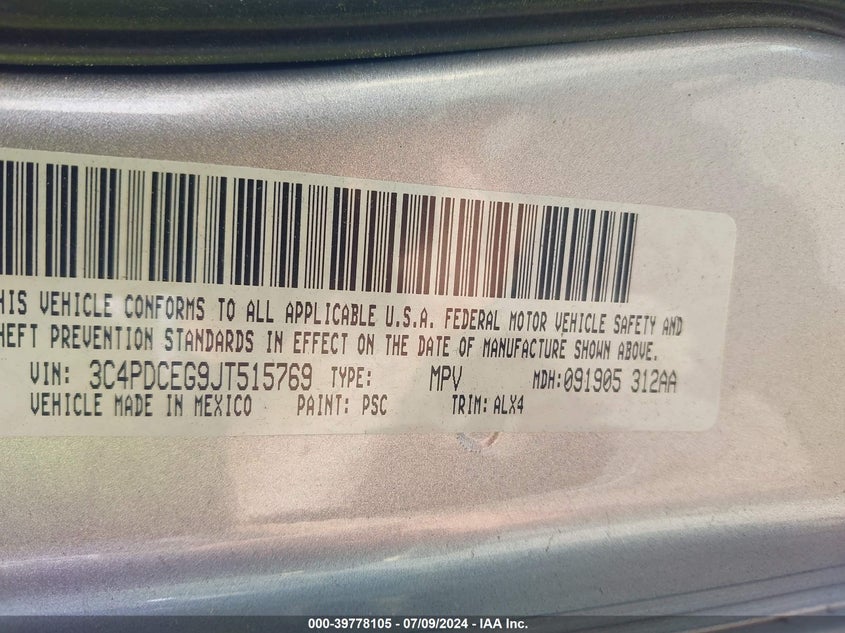 HIS VEHICLE CONFORMS TO ALL APPLICABLE U.S.A. FEDERAL MOTOR VEHICLE SAFETY AND
HEFT PREVENTION STANDARDS IN EFFECT ON THE DATE OF MANUFACTURE SHOWN ABOVE.
VIN: 3C4PDCEG9JT515769 TYPE: MPV MDH:091905 312AA
VEHICLE MADE IN MEXICO PAINT: PSC TRIM: ALX4
000-39778105 - 07/09/2024 - IAA Inc.